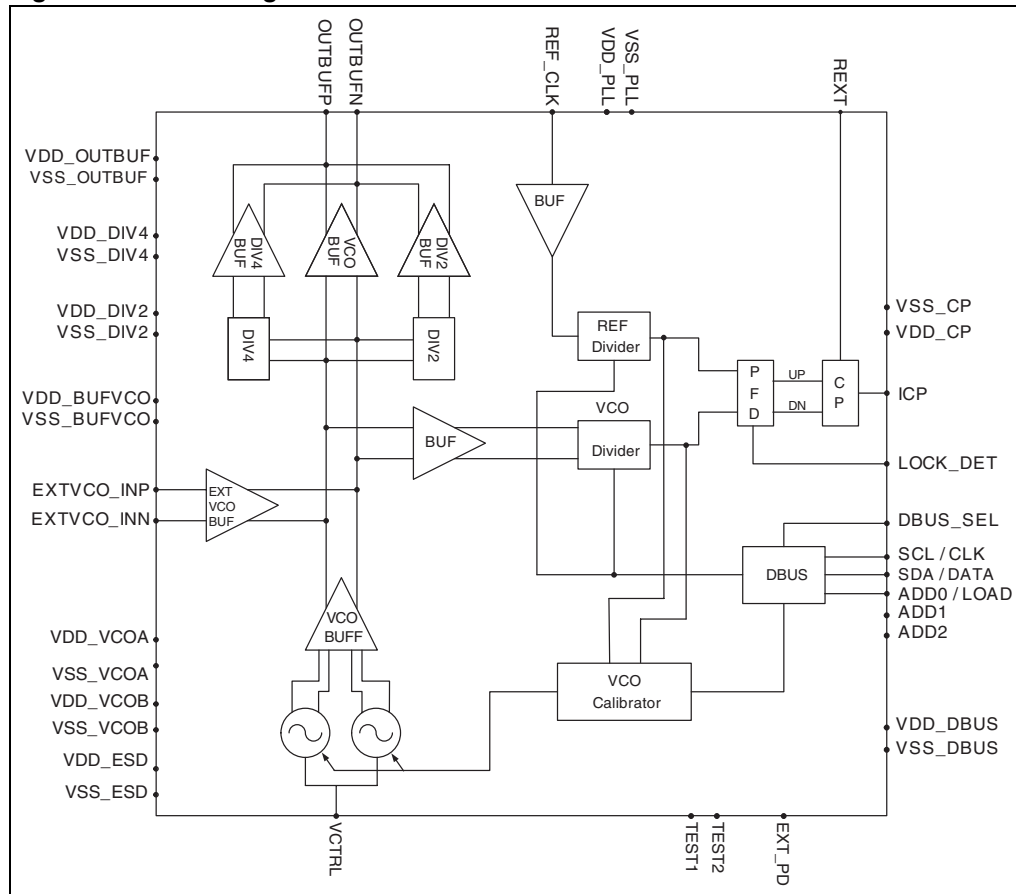 OUTBUFP
OUTBUFN
REF_CLK
VDD_PLL
VSS_PLL
REXT
VDD_OUTBUF
VSS_OUTBUF
VDD_DIV4
VSS_DIV4
VDD_DIV2
VSS_DIV2
VDD_BUFVCO
VSS_BUFVCO
EXTVCO_INP
EXTVCO_INN
VDD_VCOA
VSS_VCOA
VDD_VCOB
VSS_VCOB
VDD_ESD
VSS_ESD
DIV4
BUF
VCO
BUF
DIV2
BUF
DIV4
DIV2
BUF
REF
Divider
VCO
Divider
BUF
EXT
VCO
BUF
VCO
BUFF
PFD
UP
DN
CP
DBUS
VCO
Calibrator
VSS_CP
VDD_CP
ICP
LOCK_DET
DBUS_SEL
SCL / CLK
SDA / DATA
ADD0 / LOAD
ADD1
ADD2
VDD_DBUS
VSS_DBUS
VCTRL
TEST1
TEST2
EXT_PD